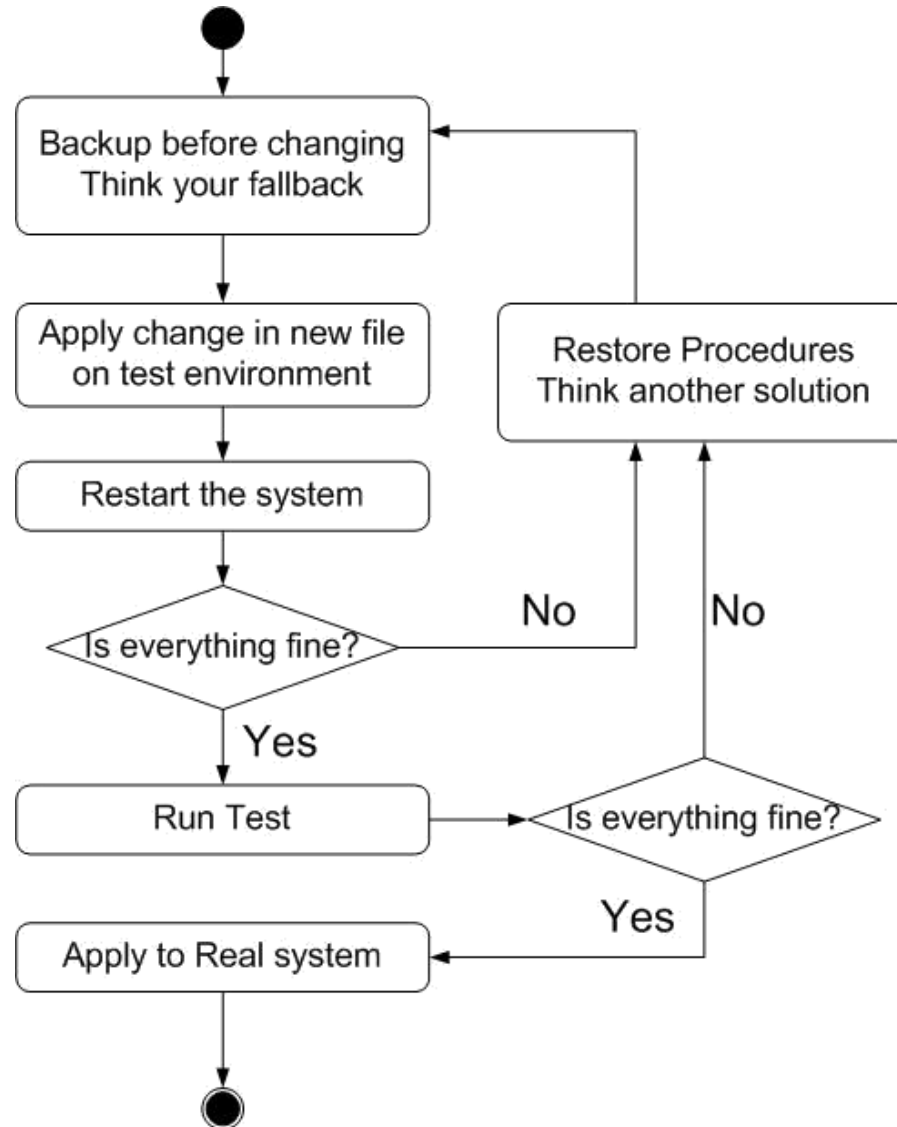 Backup before changing
Think your fallback
Apply change in new file
on test environment
Restore Procedures
Think another solution
Restart the system
No
No
Is everything fine?
Yes
Run Test
Is everything fine?
Yes
Apply to Real system